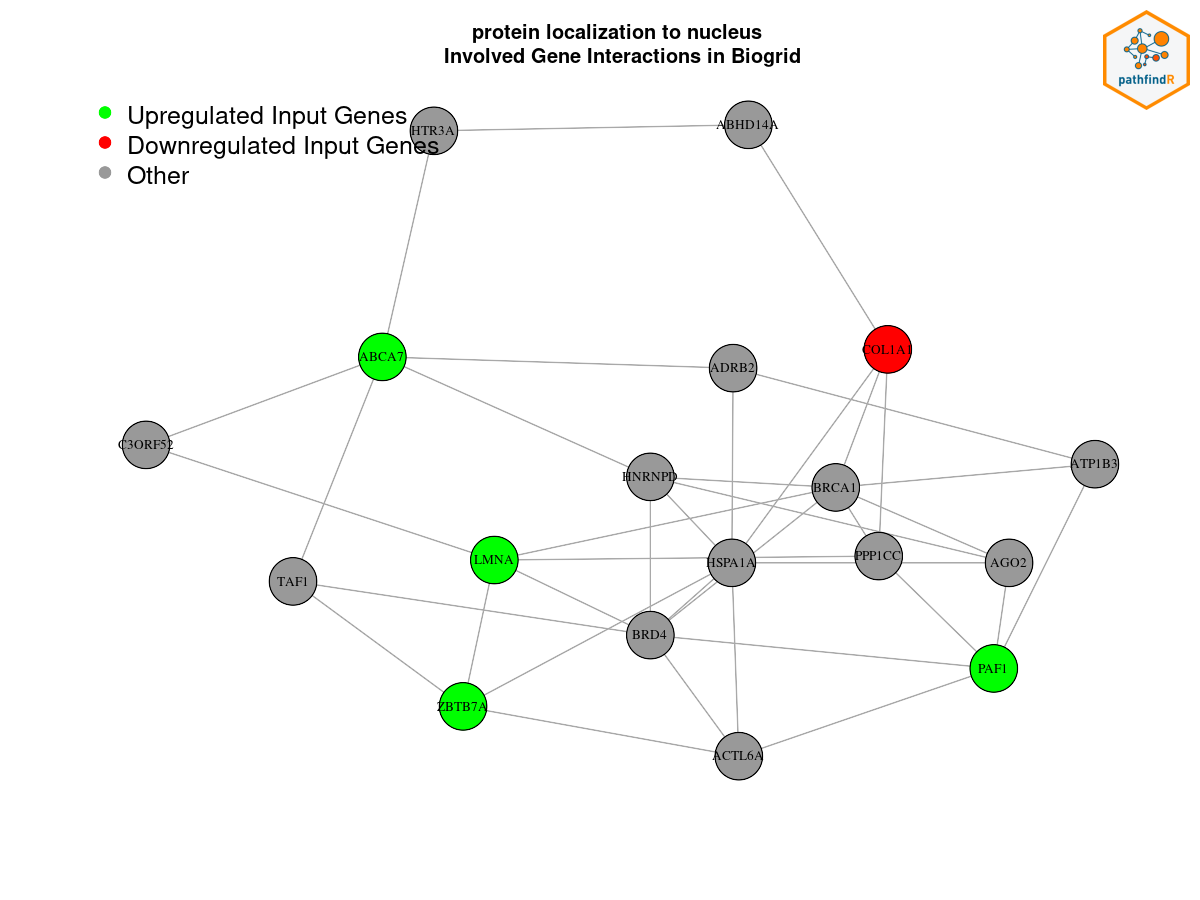 protein localization to nucleus
Involved Gene Interactions in Biogrid
pathfindR
Upregulated Input Genes
Downregulated Input Genes
Other
HTR3A
ABHD14A
COL1A1
ABCA7
ADRB2
C3ORF52
ATP1B3
HNRNPD
BRCA1
LMNA
HSPA1A
PPP1CC
AGO2
TAF1
BRD4
PAF1
ZBTB7A
ACTL6A